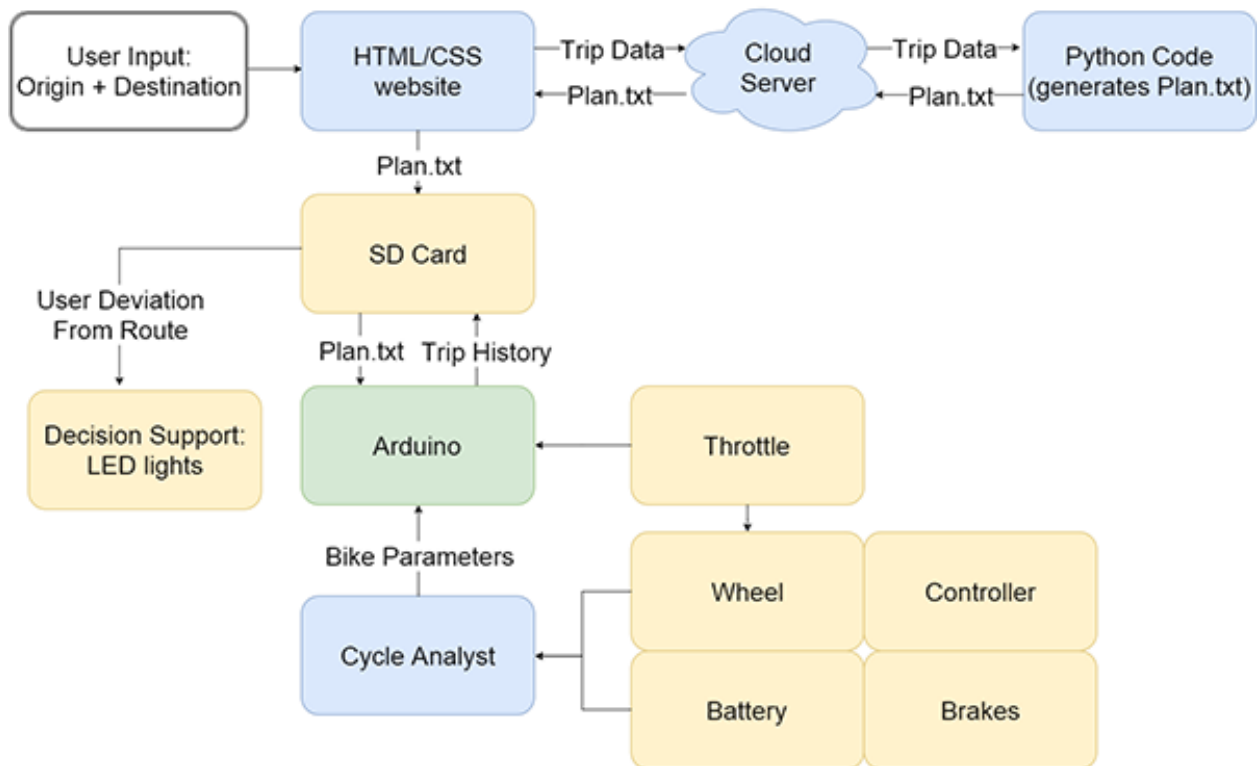 User Input:
Origin + Destination
HTML/CSS
website
Trip Data
Plan.txt
Cloud
Server
Trip Data
Plan.txt
Python Code
(generates Plan.txt)
Plan.txt
SD Card
User Deviation
From Route
Plan.txt
Trip History
Decision Support:
LED lights
Arduino
Throttle
Bike Parameters
Wheel
Controller
Cycle Analyst
Battery
Brakes